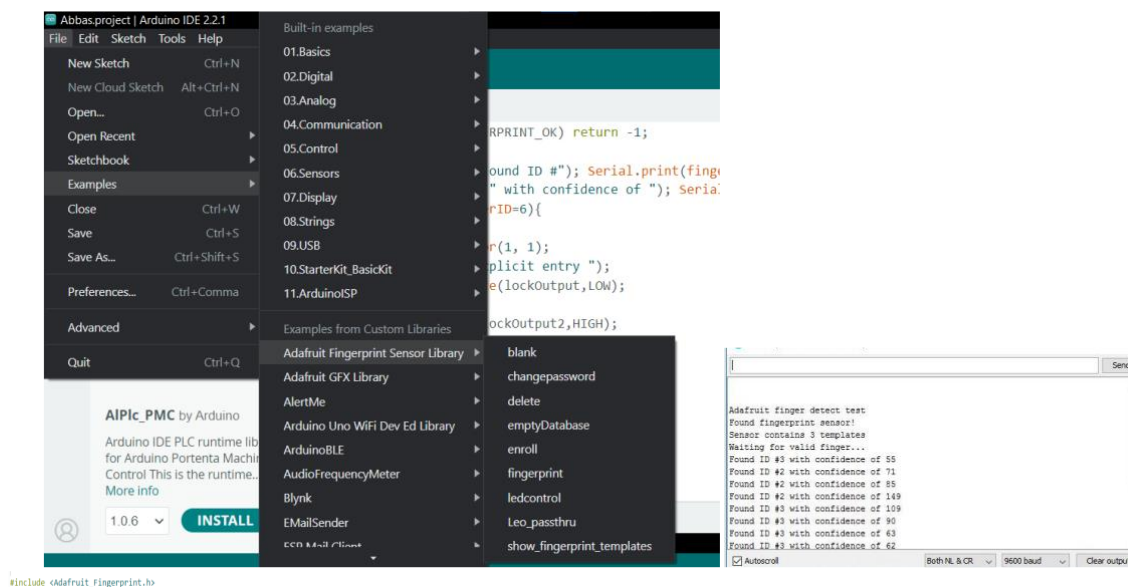 Abbas.project | Arduino IDE 2.2.1
File Edit Sketch Tools Help
New Sketch Ctrl+N
New Cloud Sketch Alt+Ctrl+N
Open... Ctrl+O
Open Recent
Sketchbook
Examples
Close Ctrl+W
Save Ctrl+S
Save As... Ctrl+Shift+S
Preferences... Ctrl+Comma
Advanced
Quit Ctrl+Q
Built-in examples
01.Basics
02.Digital
03.Analog
04.Communication
05.Control
06.Sensors
07.Display
08.Strings
09.USB
10.StarterKit_BasicKit
11.ArduinoISP
Examples from Custom Libraries
Adafruit Fingerprint Sensor Library
Adafruit GFX Library
AlertMe
Arduino Uno WiFi Dev Ed Library
ArduinoBLE
AudioFrequencyMeter
Blynk
EMailSender
ESP Mail Client
blank
changepassword
delete
emptyDatabase
enroll
fingerprint
ledcontrol
Leo_passthru
show_fingerprint_templates
RPRINT_OK) return -1;
ound ID #"); Serial.print(finge
" with confidence of "); Seria
rID=6){
r(1, 1);
plicit entry ");
e(lockOutput,LOW);
ockOutput2,HIGH);
AlPlc_PMC by Arduino
Arduino IDE PLC runtime lib
for Arduino Portenta Machi
Control This is the runtime...
More info
1.0.6 INSTALL
Send
Adafruit finger detect test
Found fingerprint sensor!
Sensor contains 3 templates
Waiting for valid finger...
Found ID #3 with confidence of 55
Found ID #2 with confidence of 71
Found ID #2 with confidence of 85
Found ID #2 with confidence of 149
Found ID #3 with confidence of 109
Found ID #3 with confidence of 90
Found ID #3 with confidence of 63
Found ID #3 with confidence of 62
Autoscroll Both NL & CR 9600 baud Clear output
#include <Adafruit_Fingerprint.h>